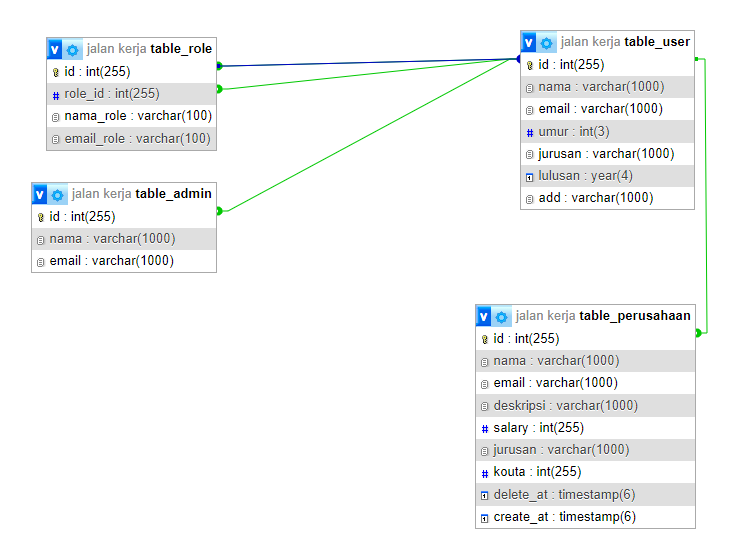 v jalan kerja table_role
id : int(255)
# role_id : int(255)
nama_role : varchar(100)
email_role : varchar(100)
v jalan kerja table_admin
id : int(255)
nama : varchar(1000)
email : varchar(1000)
v jalan kerja table_user
id : int(255)
nama : varchar(1000)
email : varchar(1000)
# umur : int(3)
jurusan : varchar(1000)
lulusan : year(4)
add : varchar(1000)
v jalan kerja table_perusahaan
id : int(255)
nama : varchar(1000)
email : varchar(1000)
deskripsi : varchar(1000)
# salary : int(255)
jurusan : varchar(1000)
# kouta : int(255)
delete_at : timestamp(6)
create_at : timestamp(6)